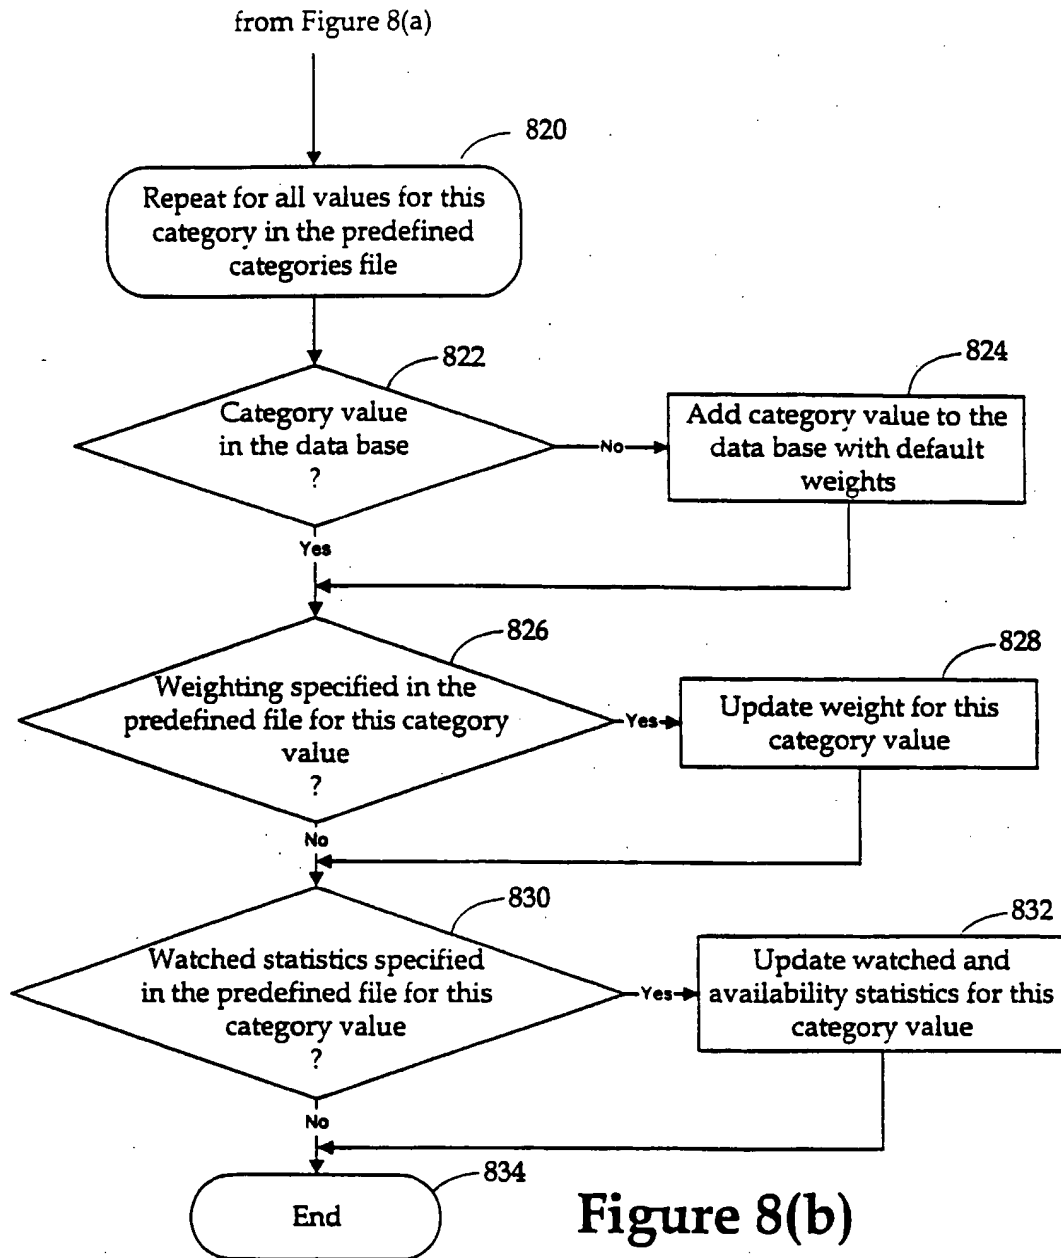 from Figure 8(a)
820
Repeat for all values for this
category in the predefined
categories file
822
Category value
in the data base
?
No
824
Add category value to the
data base with default
weights
Yes
826
Weighting specified in the
predefined file for this category
value
?
Yes
828
Update weight for this
category value
No
830
Watched statistics specified
in the predefined file for this
category value
?
Yes
832
Update watched and
availability statistics for this
category value
No
834
End
Figure 8(b)